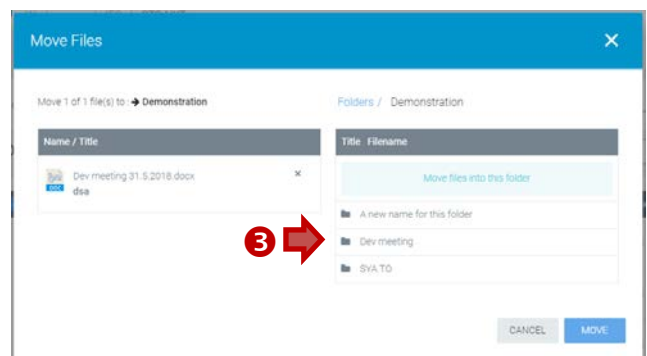 Move Files
Move 1 of 1 file(s) to : → Demonstration
Folders / Demonstration
Name / Title
Title Filename
Dev meeting 31.5.2018.docx
dsa
DOC
Move files into this folder
A new name for this folder
3
Dev meeting
SYA TO
CANCEL
MOVE